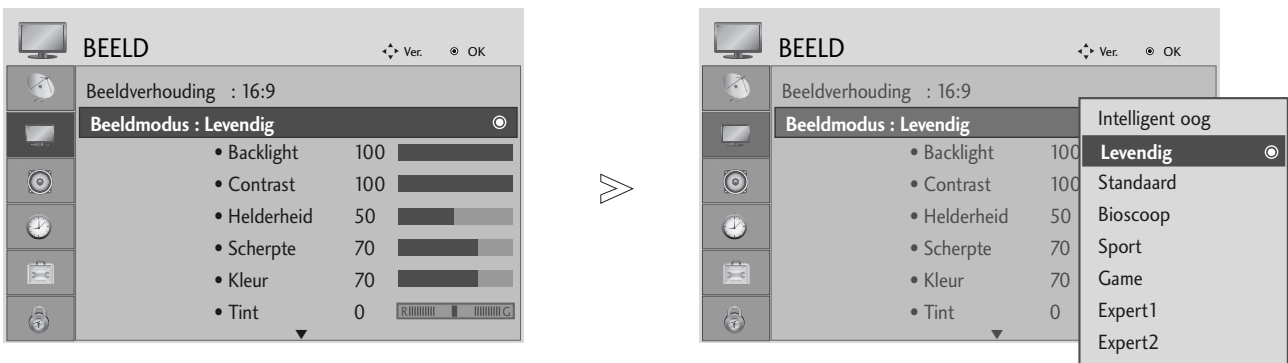 BEELD Ver. OK
Beeldverhouding : 16:9
Beeldmodus : Levendig
• Backlight 100
• Contrast 100
• Helderheid 50
• Scherpte 70
• Kleur 70
• Tint 0 R G
BEELD Ver. OK
Beeldverhouding : 16:9
Beeldmodus : Levendig
• Backlight 100
• Contrast 100
• Helderheid 50
• Scherpte 70
• Kleur 70
• Tint 0
Intelligent oog
Levendig
Standaard
Bioscoop
Sport
Game
Expert1
Expert2